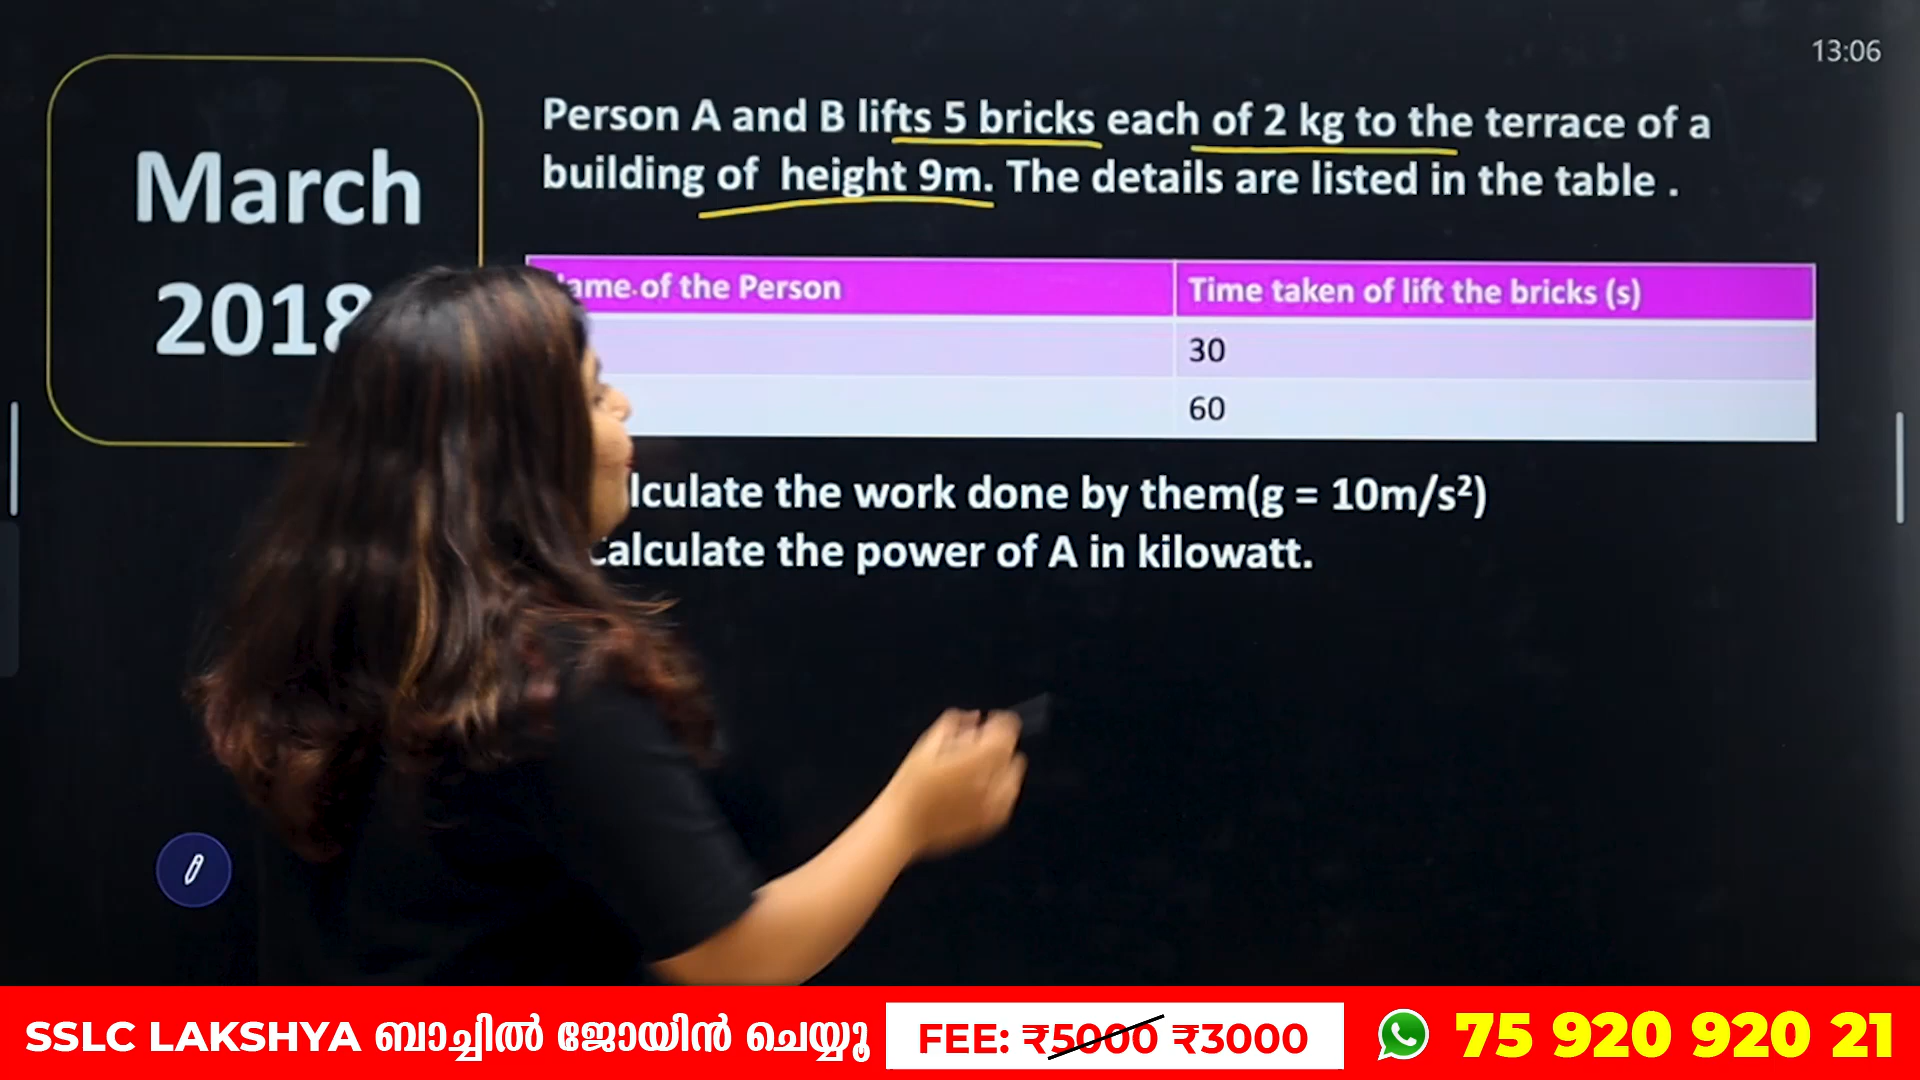 13:06
March
2018
Person A and B lifts 5 bricks each of 2 kg to the terrace of a
building of height 9m. The details are listed in the table .
ame of the Person
Time taken of lift the bricks (s)
30
60
lculate the work done by them(g = 10m/s²)
calculate the power of A in kilowatt.
SSLC LAKSHYA ബാച്ചിൽ ജോയിൻ ചെയ്യൂ
FEE: ₹5000 ₹3000
75 920 920 21